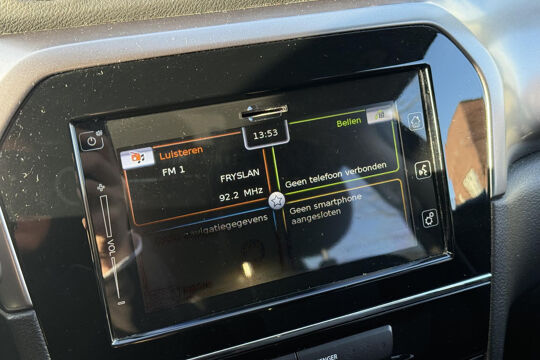 13:53
Luisteren
FM 1
FRYSLAN
92.2 MHz
Bellen
Geen telefoon verbonden
Geen smartphone
aangesloten
VOL